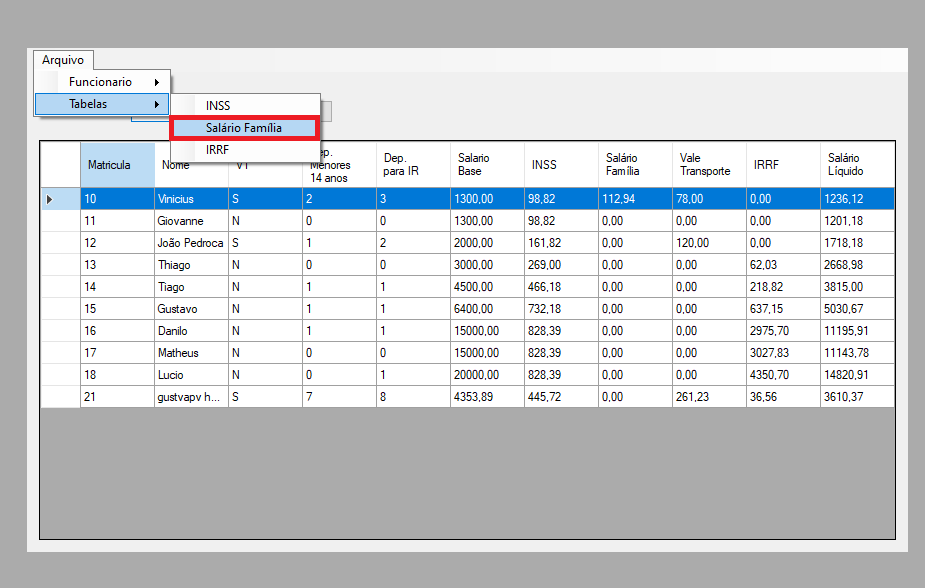 Arquivo
Funcionario
Tabelas
INSS
Salário Família
IRRF
Matricula Nome VT Dep. Menores 14 anos Dep. para IR Salario Base INSS Salário Família Vale Transporte IRRF Salário Líquido
10 Vinicius S 2 3 1300,00 98,82 112,94 78,00 0,00 1236,12
11 Giovanne N 0 0 1300,00 98,82 0,00 0,00 0,00 1201,18
12 João Pedroca S 1 2 2000,00 161,82 0,00 120,00 0,00 1718,18
13 Thiago N 0 0 3000,00 269,00 0,00 0,00 62,03 2668,98
14 Tiago N 1 1 4500,00 466,18 0,00 0,00 218,82 3815,00
15 Gustavo N 1 1 6400,00 732,18 0,00 0,00 637,15 5030,67
16 Danilo N 1 1 15000,00 828,39 0,00 0,00 2975,70 11195,91
17 Matheus N 0 0 15000,00 828,39 0,00 0,00 3027,83 11143,78
18 Lucio N 0 1 20000,00 828,39 0,00 0,00 4350,70 14820,91
21 gustvapv h... S 7 8 4353,89 445,72 0,00 261,23 36,56 3610,37